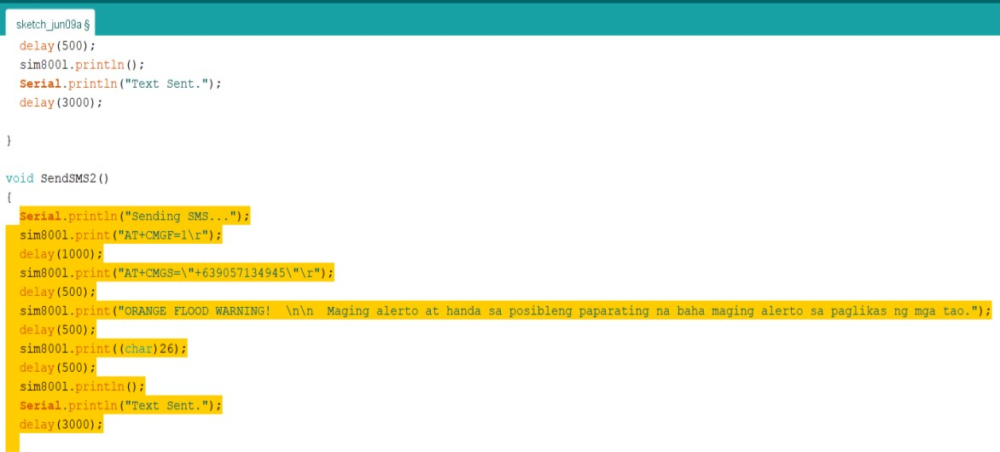 sketch_jun09a §
delay(500);
sim800l.println();
Serial.println("Text Sent.");
delay(3000);
}
void SendSMS2()
{
Serial.println("Sending SMS...");
sim800l.print("AT+CMGF=1\r");
delay(1000);
sim800l.print("AT+CMGS=\"+639057134945\"\r");
delay(500);
sim800l.print("ORANGE FLOOD WARNING!  \n\n  Maging alerto at handa sa posibleng paparating na baha maging alerto sa paglikas ng mga tao.");
delay(500);
sim800l.print((char)26);
delay(500);
sim800l.println();
Serial.println("Text Sent.");
delay(3000);